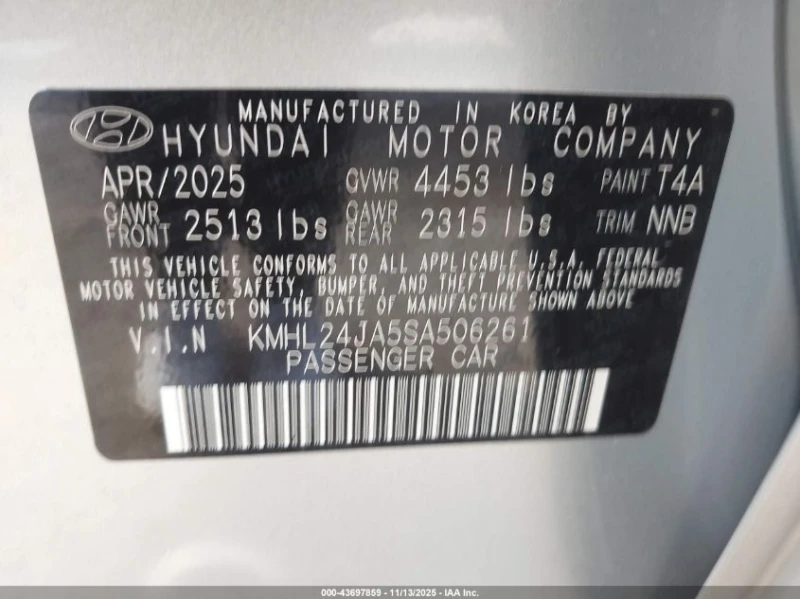 MANUFACTURED IN KOREA BY
HYUNDAI MOTOR COMPANY
APR/2025 GVWR 4453 lbs PAINT T4A
GAWR FRONT 2513 lbs GAWR REAR 2315 lbs TRIM NNB
THIS VEHICLE CONFORMS TO ALL APPLICABLE U.S.A. FEDERAL
MOTOR VEHICLE SAFETY, BUMPER, AND THEFT PREVENTION STANDARDS
IN EFFECT ON THE DATE OF MANUFACTURE SHOWN ABOVE
V.I.N KMHL24JA5SA506261
PASSENGER CAR
000-43697859 - 11/13/2025 - IAA Inc.